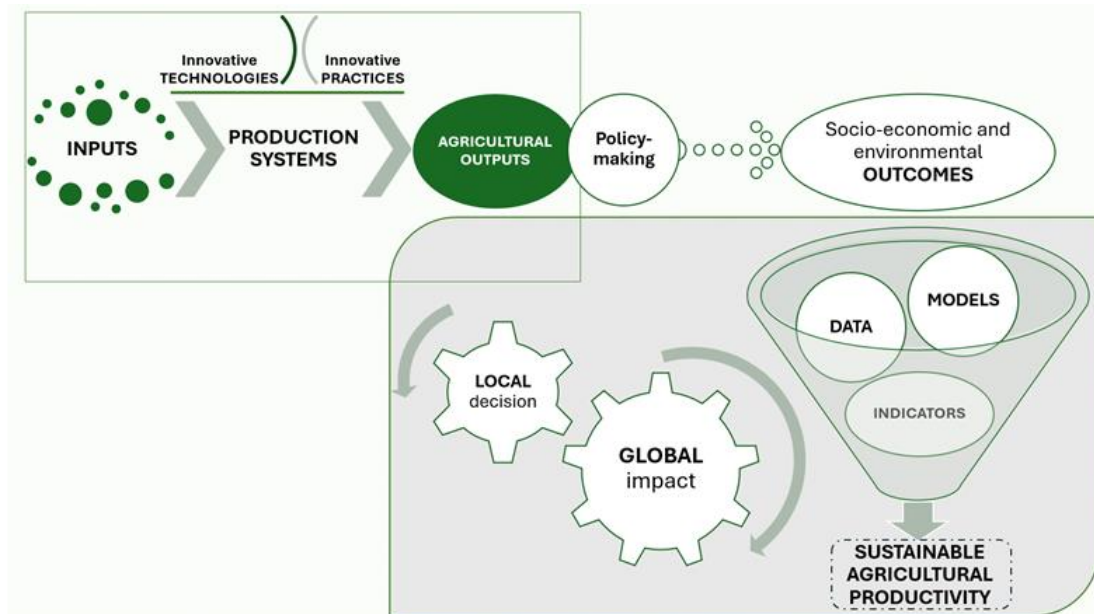 Innovative
TECHNOLOGIES
Innovative
PRACTICES
INPUTS
PRODUCTION
SYSTEMS
AGRICULTURAL
OUTPUTS
Policy-
making
Socio-economic and
environmental
OUTCOMES
LOCAL
decision
GLOBAL
impact
DATA
MODELS
INDICATORS
SUSTAINABLE
AGRICULTURAL
PRODUCTIVITY